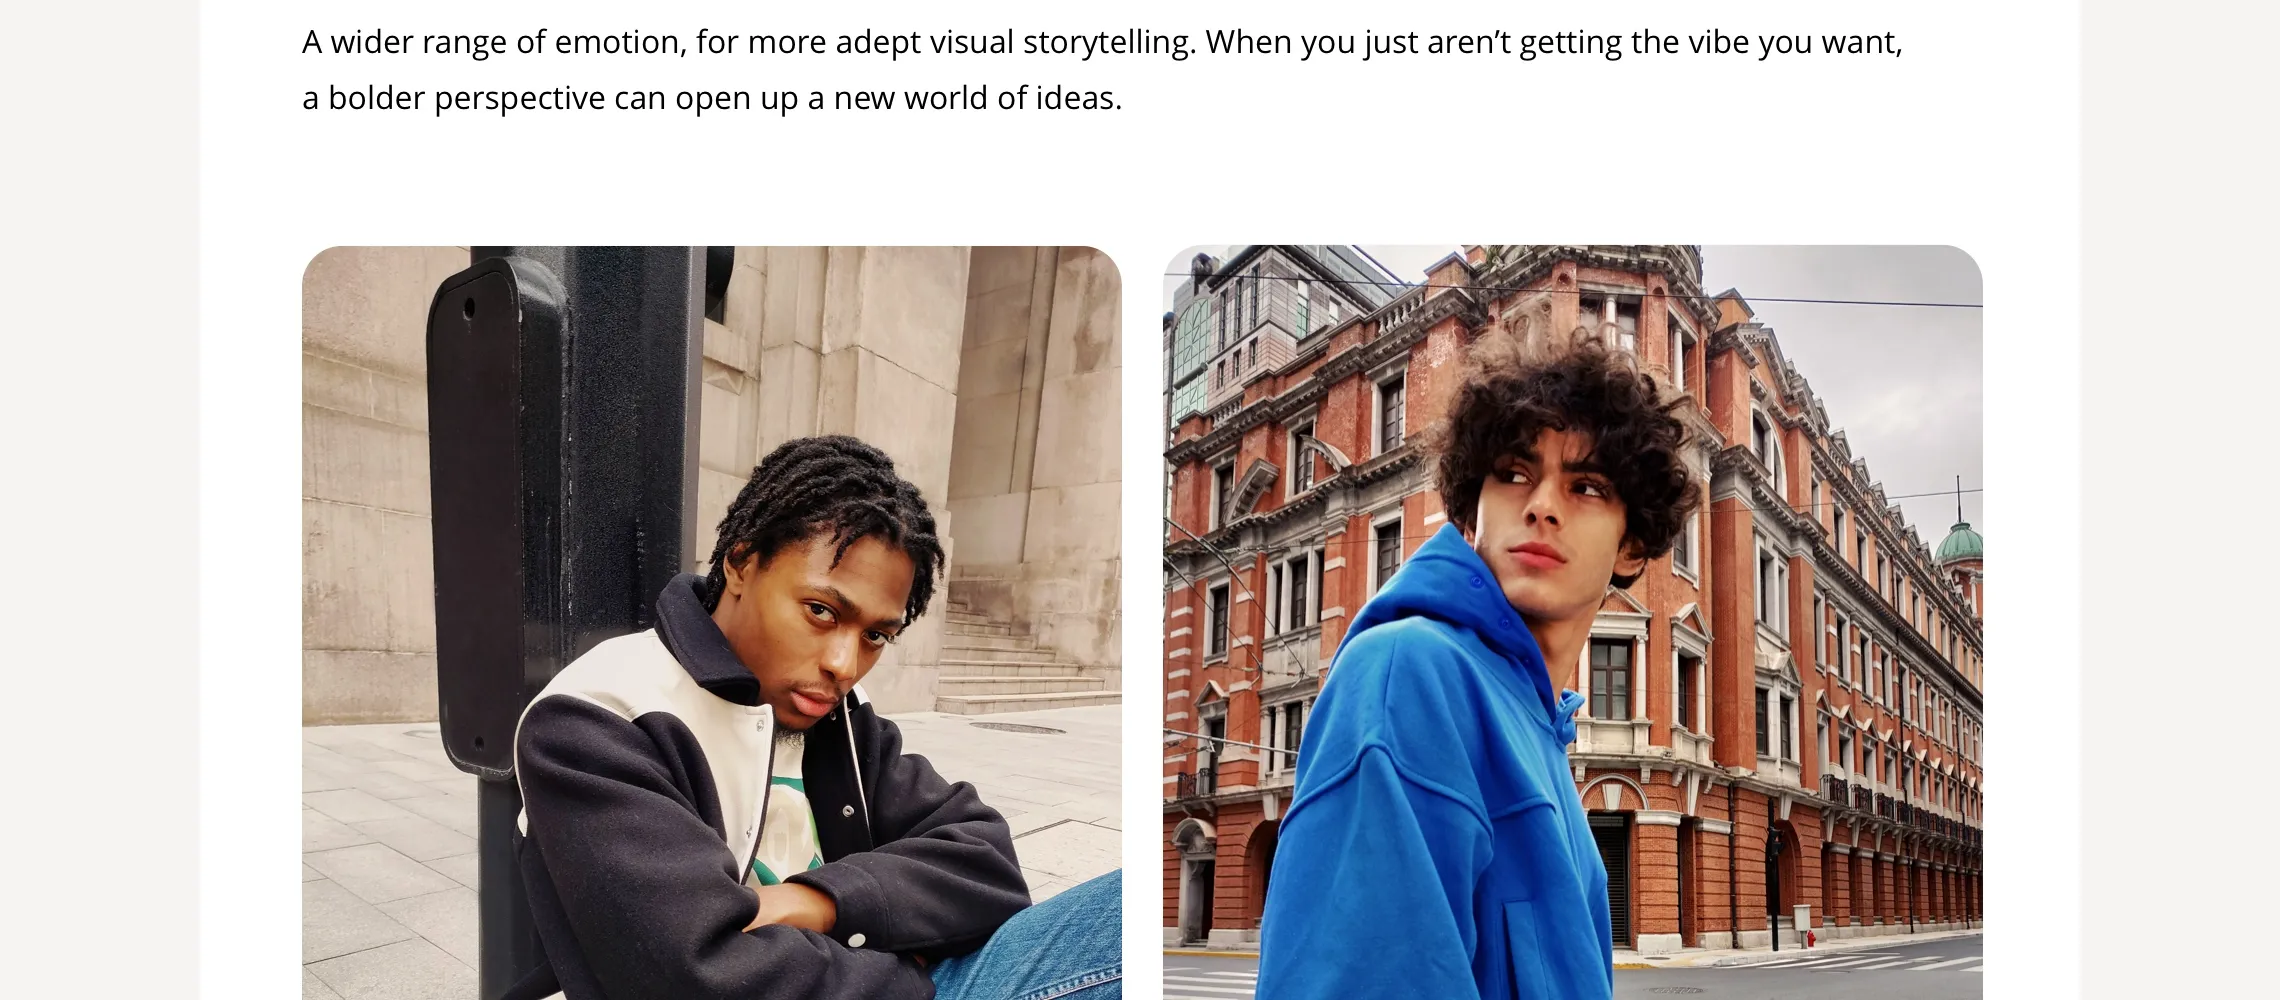 A wider range of emotion, for more adept visual storytelling. When you just aren’t getting the vibe you want,
a bolder perspective can open up a new world of ideas.